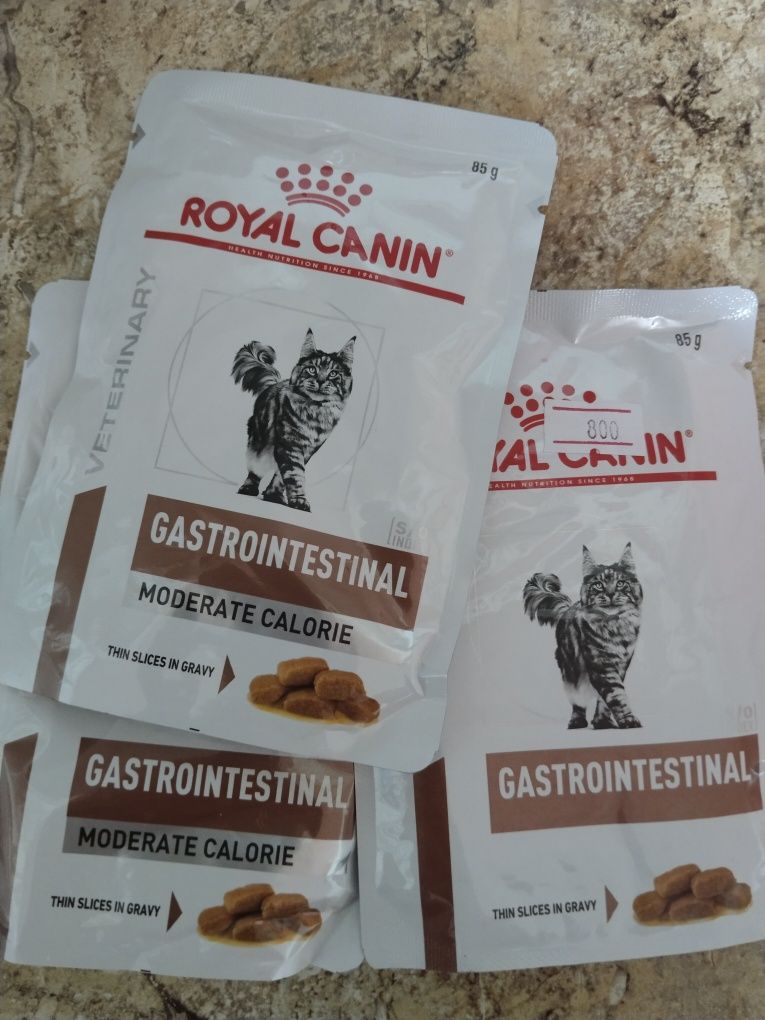 85 g
ROYAL CANIN®
HEALTH NUTRITION SINCE 1968
VETERINARY
GASTROINTESTINAL
MODERATE CALORIE
THIN SLICES IN GRAVY
85 g
YAL CANIN®
HEALTH NUTRITION SINCE 1968
800
GASTROINTESTINAL
THIN SLICES IN GRAVY
GASTROINTESTINAL
MODERATE CALORIE
THIN SLICES IN GRAVY